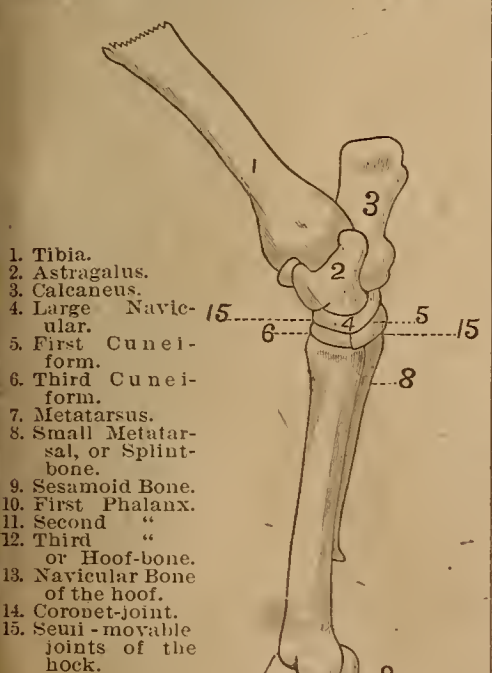 1
3
2
15
4
5
6
15
8
9
1. Tibia.
2. Astragalus.
3. Calcaneus.
4. Large Navic-
ular.
5. First Cunei-
form.
6. Third Cunei-
form.
7. Metatarsus.
8. Small Metatar-
sal, or Splint-
bone.
9. Sesamoid Bone.
10. First Phalanx.
11. Second “
12. Third “
or Hoof-bone.
13. Navicular Bone
of the hoof.
14. Coronet-joint.
15. Semi-movable
joints of the
hock.